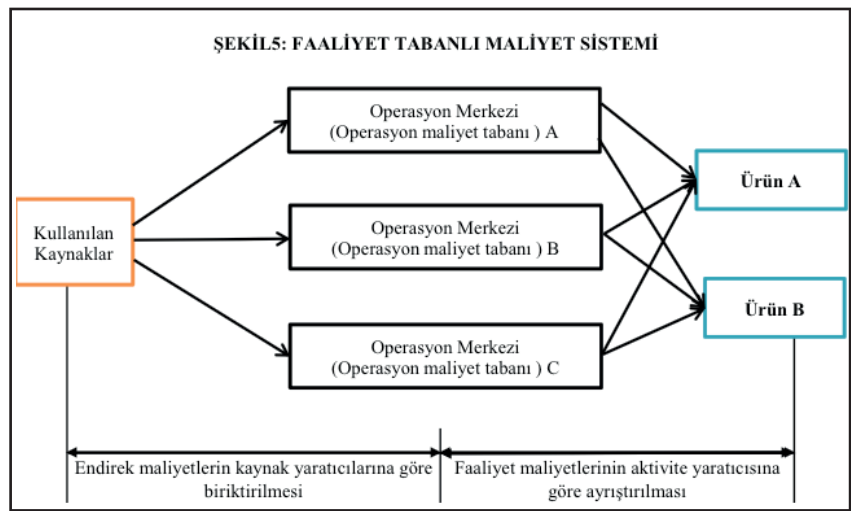 ŞEKİL5: FAALİYET TABANLI MALİYET SİSTEMİ
Operasyon Merkezi
(Operasyon maliyet tabanı ) A
Ürün A
Kullanılan
Kaynaklar
Operasyon Merkezi
(Operasyon maliyet tabanı ) B
Ürün B
Operasyon Merkezi
(Operasyon maliyet tabanı ) C
Endirek maliyetlerin kaynak yaratıcılarına göre
biriktirilmesi
Faaliyet maliyetlerinin aktivite yaratıcısına
göre ayrıştırılması